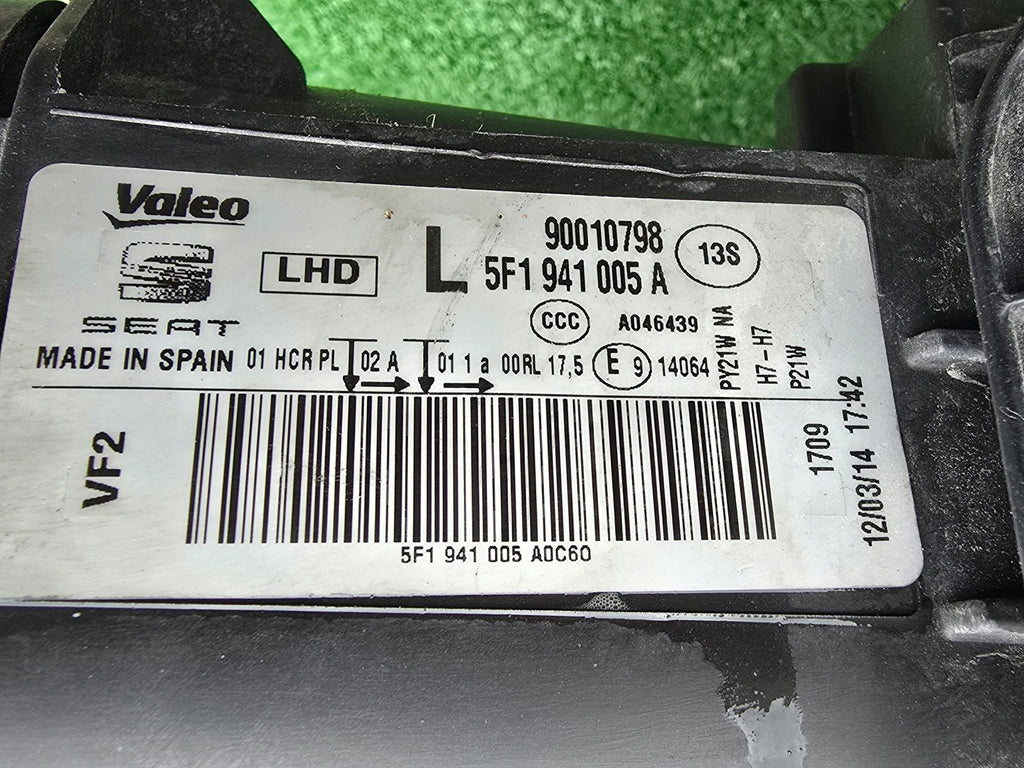 Valeo
SEAT
LHD
L
90010798
5F1 941 005 A
13S
CCC
A046439
MADE IN SPAIN 01 HCR PL 02 A 01 1 a 00RL 17,5 E 9 14064
PY21W NA
H7-H7
P21W
VF2
1709
12/03/14 17:42
5F1 941 005 A0C60